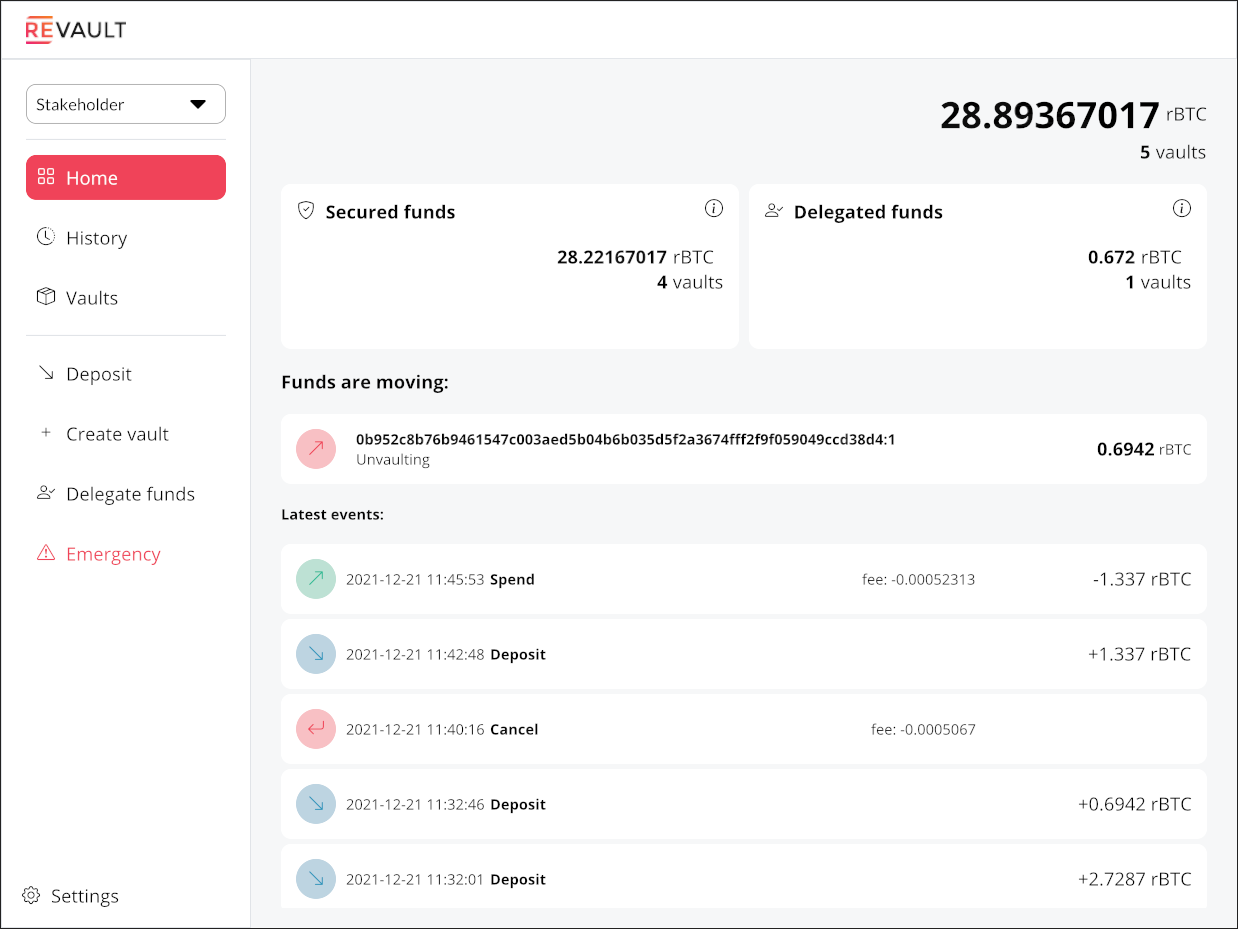 REVAULT
Stakeholder
Home
History
Vaults
Deposit
Create vault
Delegate funds
Emergency
Settings
28.89367017 rBTC
5 vaults
Secured funds
28.22167017 rBTC
4 vaults
Delegated funds
0.672 rBTC
1 vaults
Funds are moving:
0b952c8b76b9461547c003aed5b04b6b035d5f2a3674fff2f9f059049ccd38d4:1
Unvaulting
0.6942 rBTC
Latest events:
2021-12-21 11:45:53 Spend fee: -0.00052313 -1.337 rBTC
2021-12-21 11:42:48 Deposit +1.337 rBTC
2021-12-21 11:40:16 Cancel fee: -0.0005067
2021-12-21 11:32:46 Deposit +0.6942 rBTC
2021-12-21 11:32:01 Deposit +2.7287 rBTC